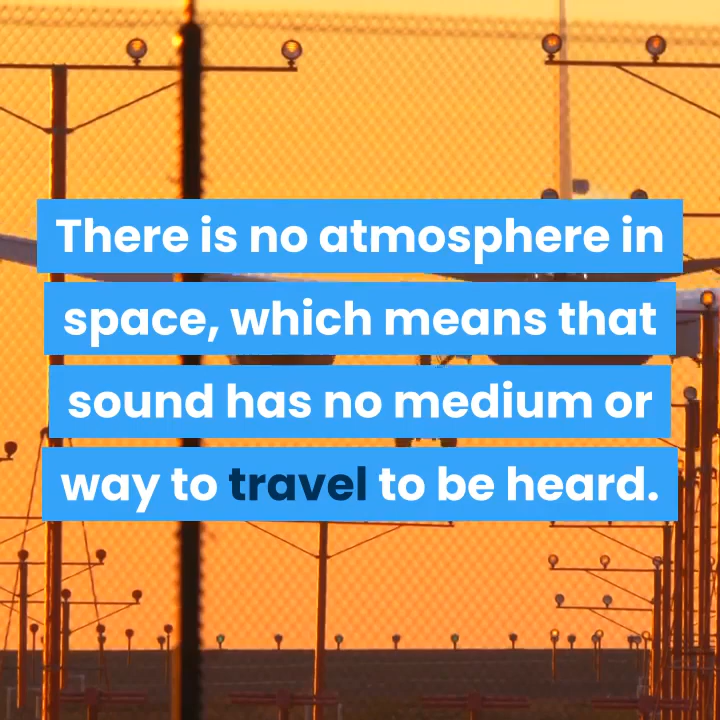 There is no atmosphere in
space, which means that
sound has no medium or
way to travel to be heard.